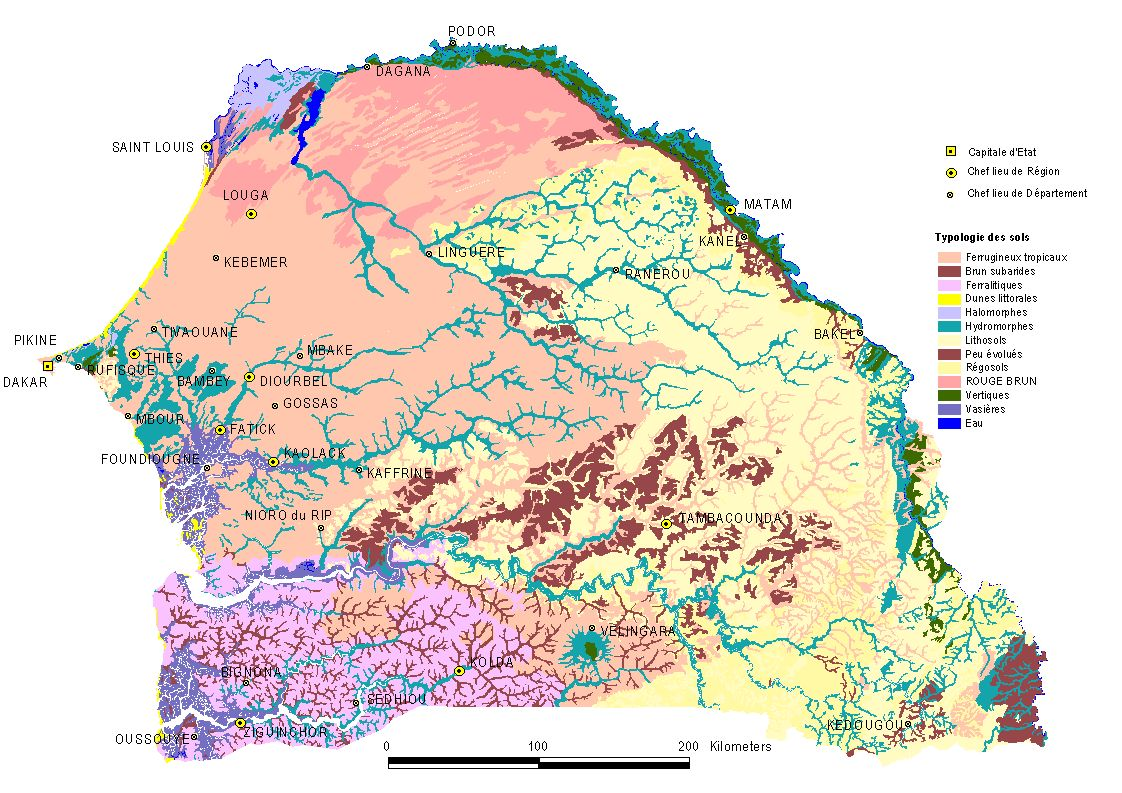 PODOR
DAGANA
SAINT LOUIS
LOUGA
MATAM
KANEL
LINGUERE
KEBEMER
RANEROU
TIVAOUANE
BAKEL
PIKINE
MBAKE
THIES
RUFISQUE
DAKAR
BAMBEY
DIOURBEL
GOSSAS
MBOUR
FATICK
FOUNDIOUGNE
KAOLACK
KAFFRINE
NIORO du RIP
TAMBACOUNDA
VELINGARA
KOLDA
BIGNONA
SEDHIOU
KEDOUGOU
OUSSOUYE
ZIGUINCHOR
0 100 200 Kilometers
Capitale d'Etat
Chef lieu de Région
Chef lieu de Département
Typologie des sols
Ferrugineux tropicaux
Brun subarides
Ferralitiques
Dunes littorales
Halomorphes
Hydromorphes
Lithosols
Peu évolués
Régosols
ROUGE BRUN
Vertiques
Vasières
Eau